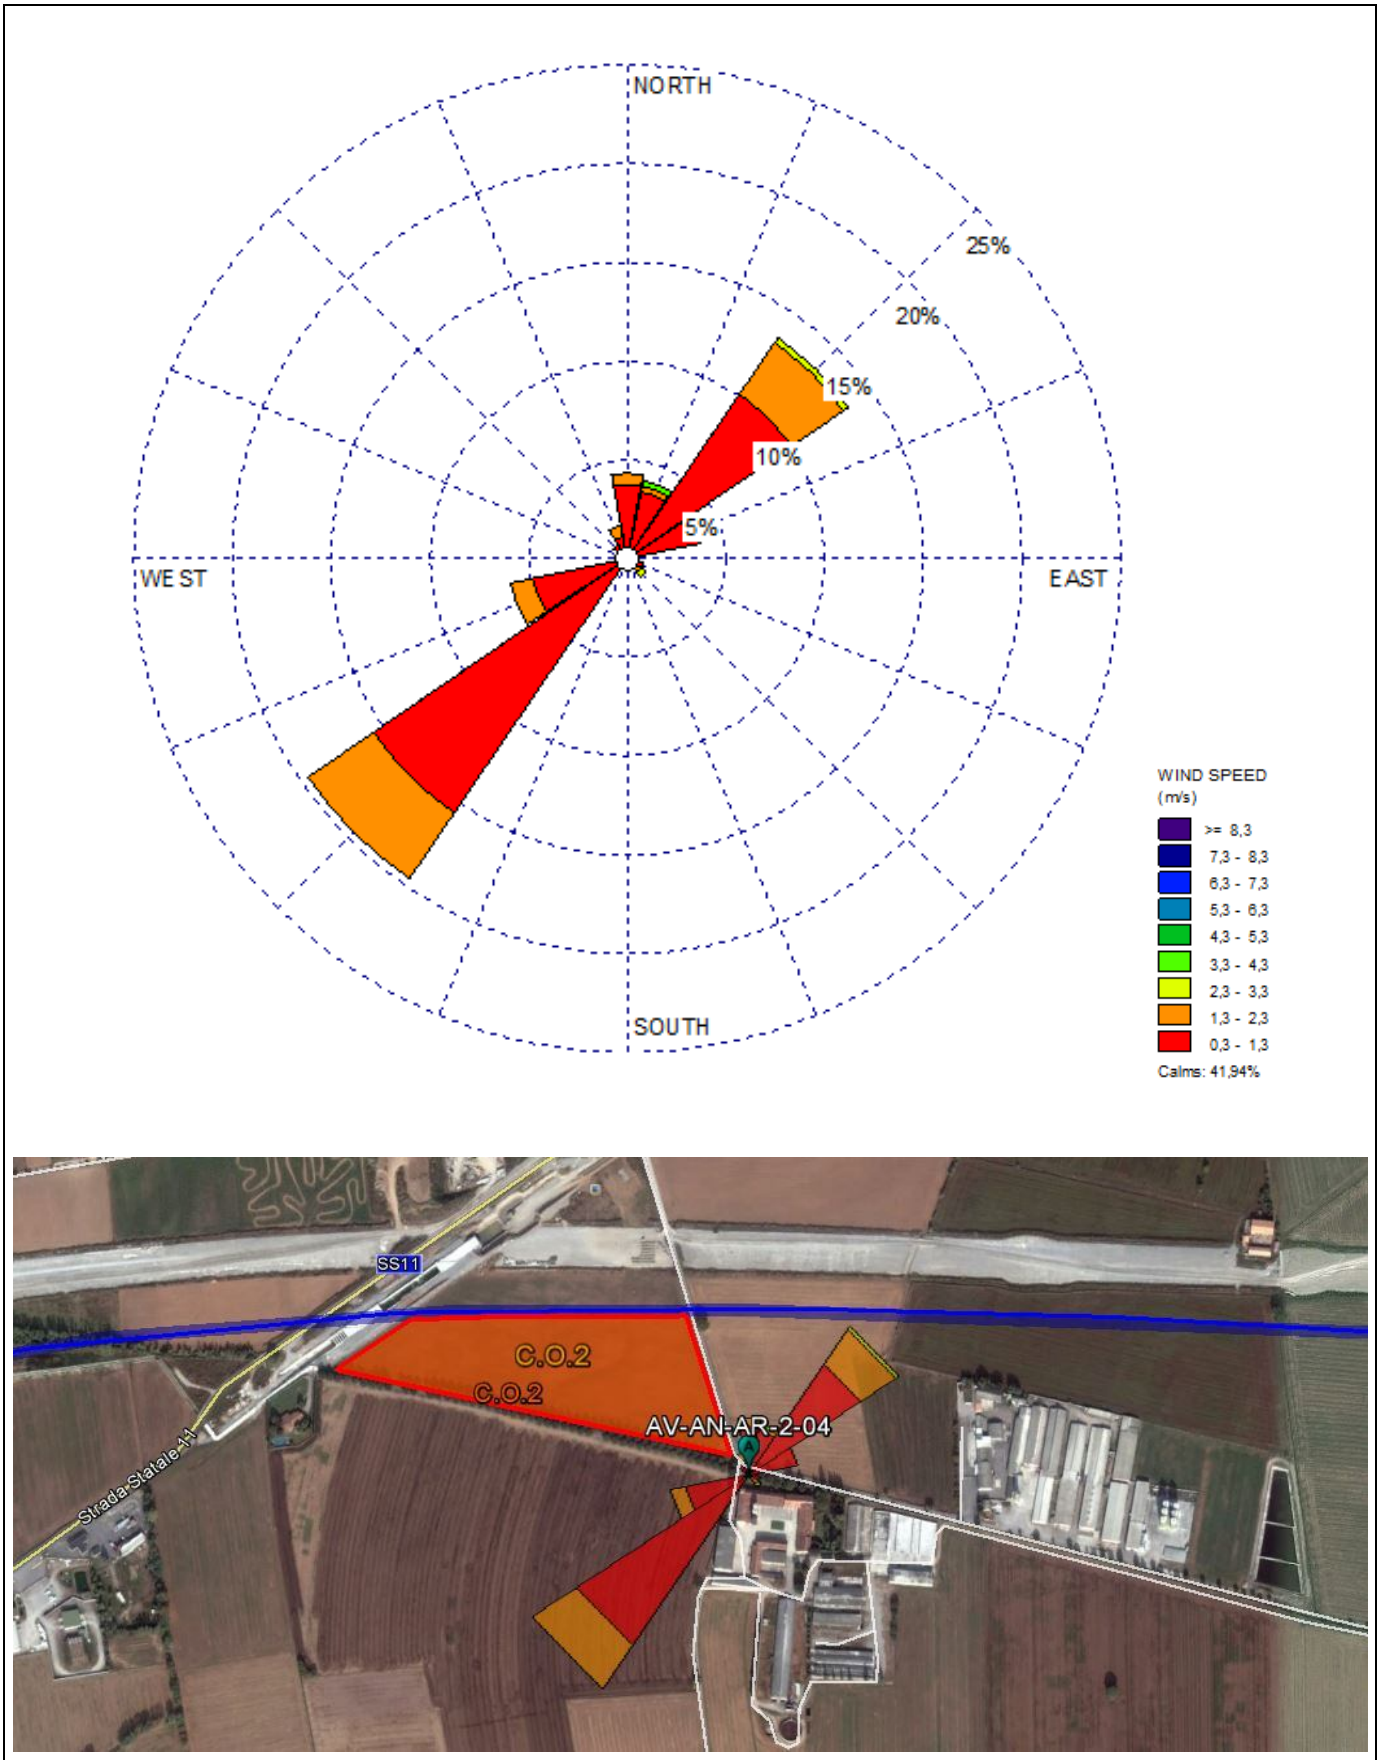 NORTH
25%
20%
15%
10%
5%
WEST
EAST
SOUTH
WIND SPEED
(m/s)
>= 8,3
7,3 - 8,3
6,3 - 7,3
5,3 - 6,3
4,3 - 5,3
3,3 - 4,3
2,3 - 3,3
1,3 - 2,3
0,3 - 1,3
Calms: 41,94%
SS11
C.O.2
C.O.2
AV-AN-AR-2-04
A
Strada Statale 11